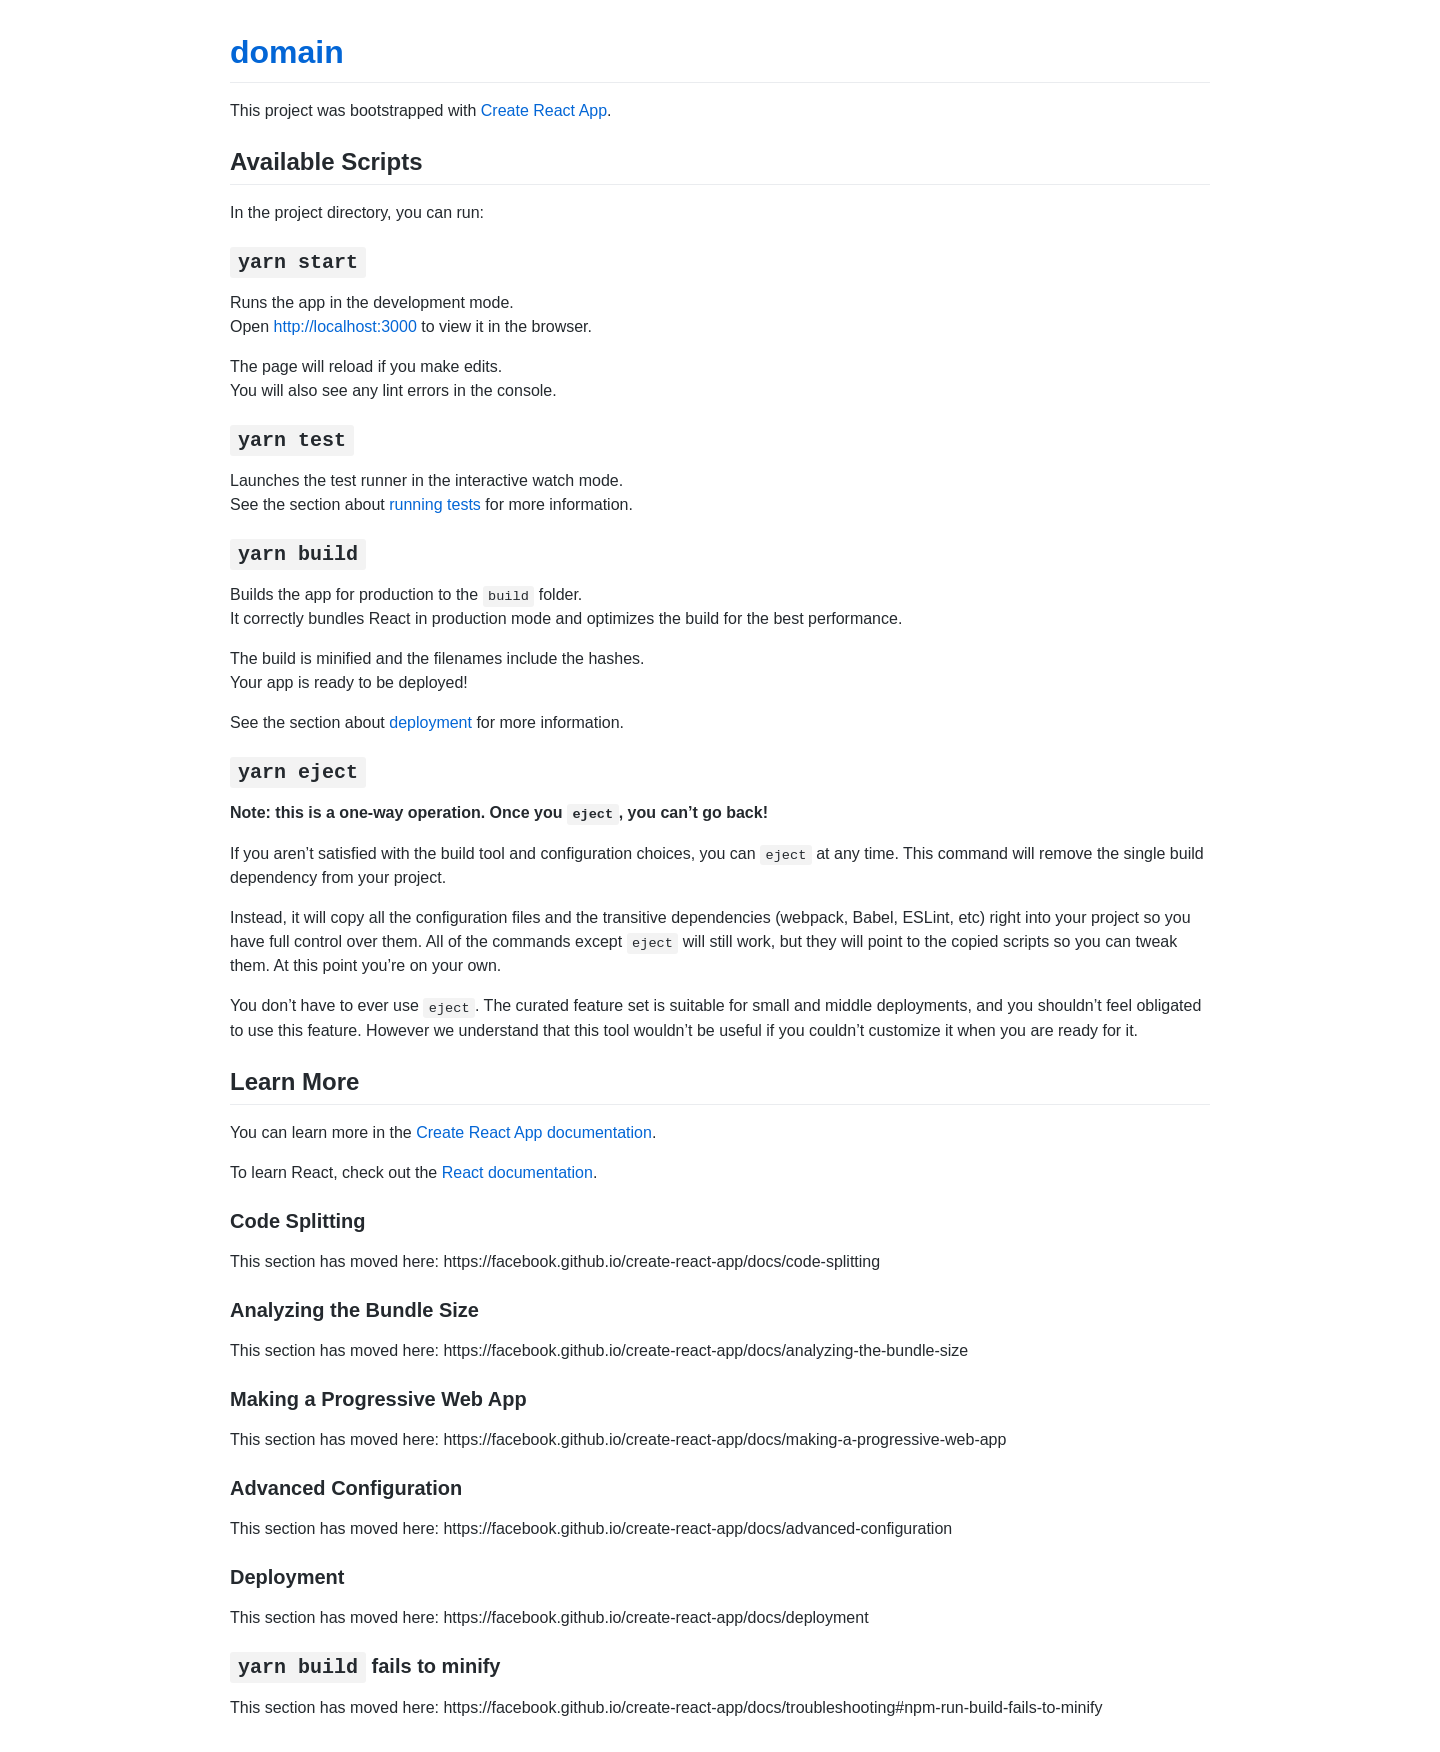 domain
This project was bootstrapped with Create React App.
Available Scripts
In the project directory, you can run:
yarn start
Runs the app in the development mode.
Open http://localhost:3000 to view it in the browser.
The page will reload if you make edits.
You will also see any lint errors in the console.
yarn test
Launches the test runner in the interactive watch mode.
See the section about running tests for more information.
yarn build
Builds the app for production to the build folder.
It correctly bundles React in production mode and optimizes the build for the best performance.
The build is minified and the filenames include the hashes.
Your app is ready to be deployed!
See the section about deployment for more information.
yarn eject
Note: this is a one-way operation. Once you eject, you can’t go back!
If you aren’t satisfied with the build tool and configuration choices, you can eject at any time. This command will remove the single build
dependency from your project.
Instead, it will copy all the configuration files and the transitive dependencies (webpack, Babel, ESLint, etc) right into your project so you
have full control over them. All of the commands except eject will still work, but they will point to the copied scripts so you can tweak
them. At this point you’re on your own.
You don’t have to ever use eject. The curated feature set is suitable for small and middle deployments, and you shouldn’t feel obligated
to use this feature. However we understand that this tool wouldn’t be useful if you couldn’t customize it when you are ready for it.
Learn More
You can learn more in the Create React App documentation.
To learn React, check out the React documentation.
Code Splitting
This section has moved here: https://facebook.github.io/create-react-app/docs/code-splitting
Analyzing the Bundle Size
This section has moved here: https://facebook.github.io/create-react-app/docs/analyzing-the-bundle-size
Making a Progressive Web App
This section has moved here: https://facebook.github.io/create-react-app/docs/making-a-progressive-web-app
Advanced Configuration
This section has moved here: https://facebook.github.io/create-react-app/docs/advanced-configuration
Deployment
This section has moved here: https://facebook.github.io/create-react-app/docs/deployment
yarn build fails to minify
This section has moved here: https://facebook.github.io/create-react-app/docs/troubleshooting#npm-run-build-fails-to-minify